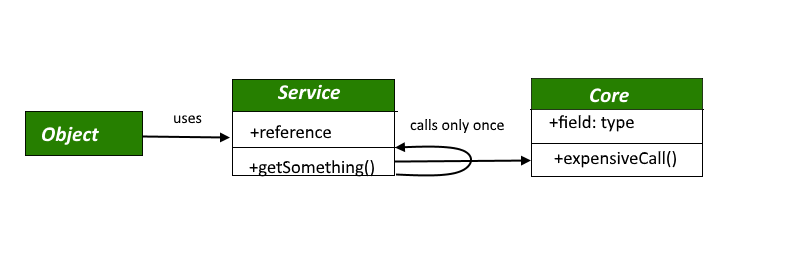 Object
uses
Service
+reference
+getSomething()
calls only once
Core
+field: type
+expensiveCall()